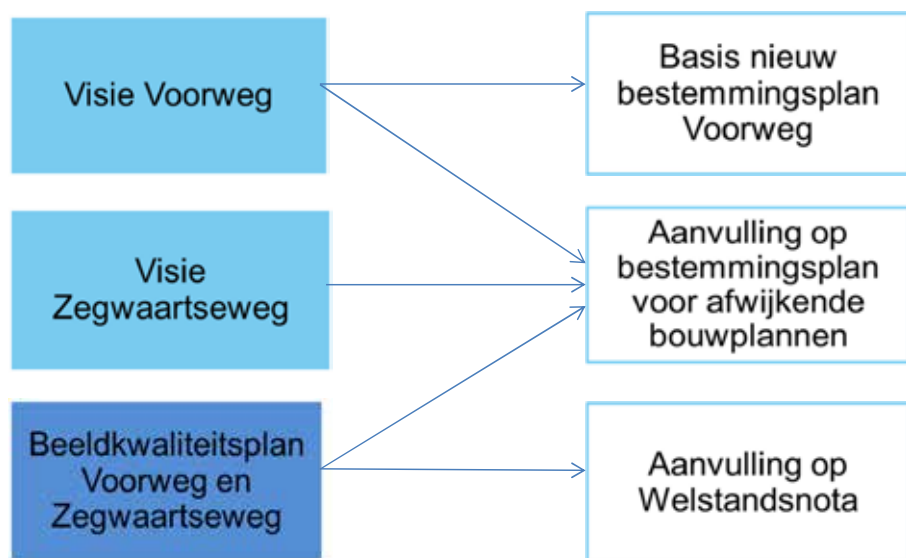 Visie Voorweg
Basis nieuw
bestemmingsplan
Voorweg
Visie
Zegwaartseweg
Aanvulling op
bestemmingsplan
voor afwijkende
bouwplannen
Beeldkwaliteitsplan
Voorweg en
Zegwaartseweg
Aanvulling op
Welstandsnota